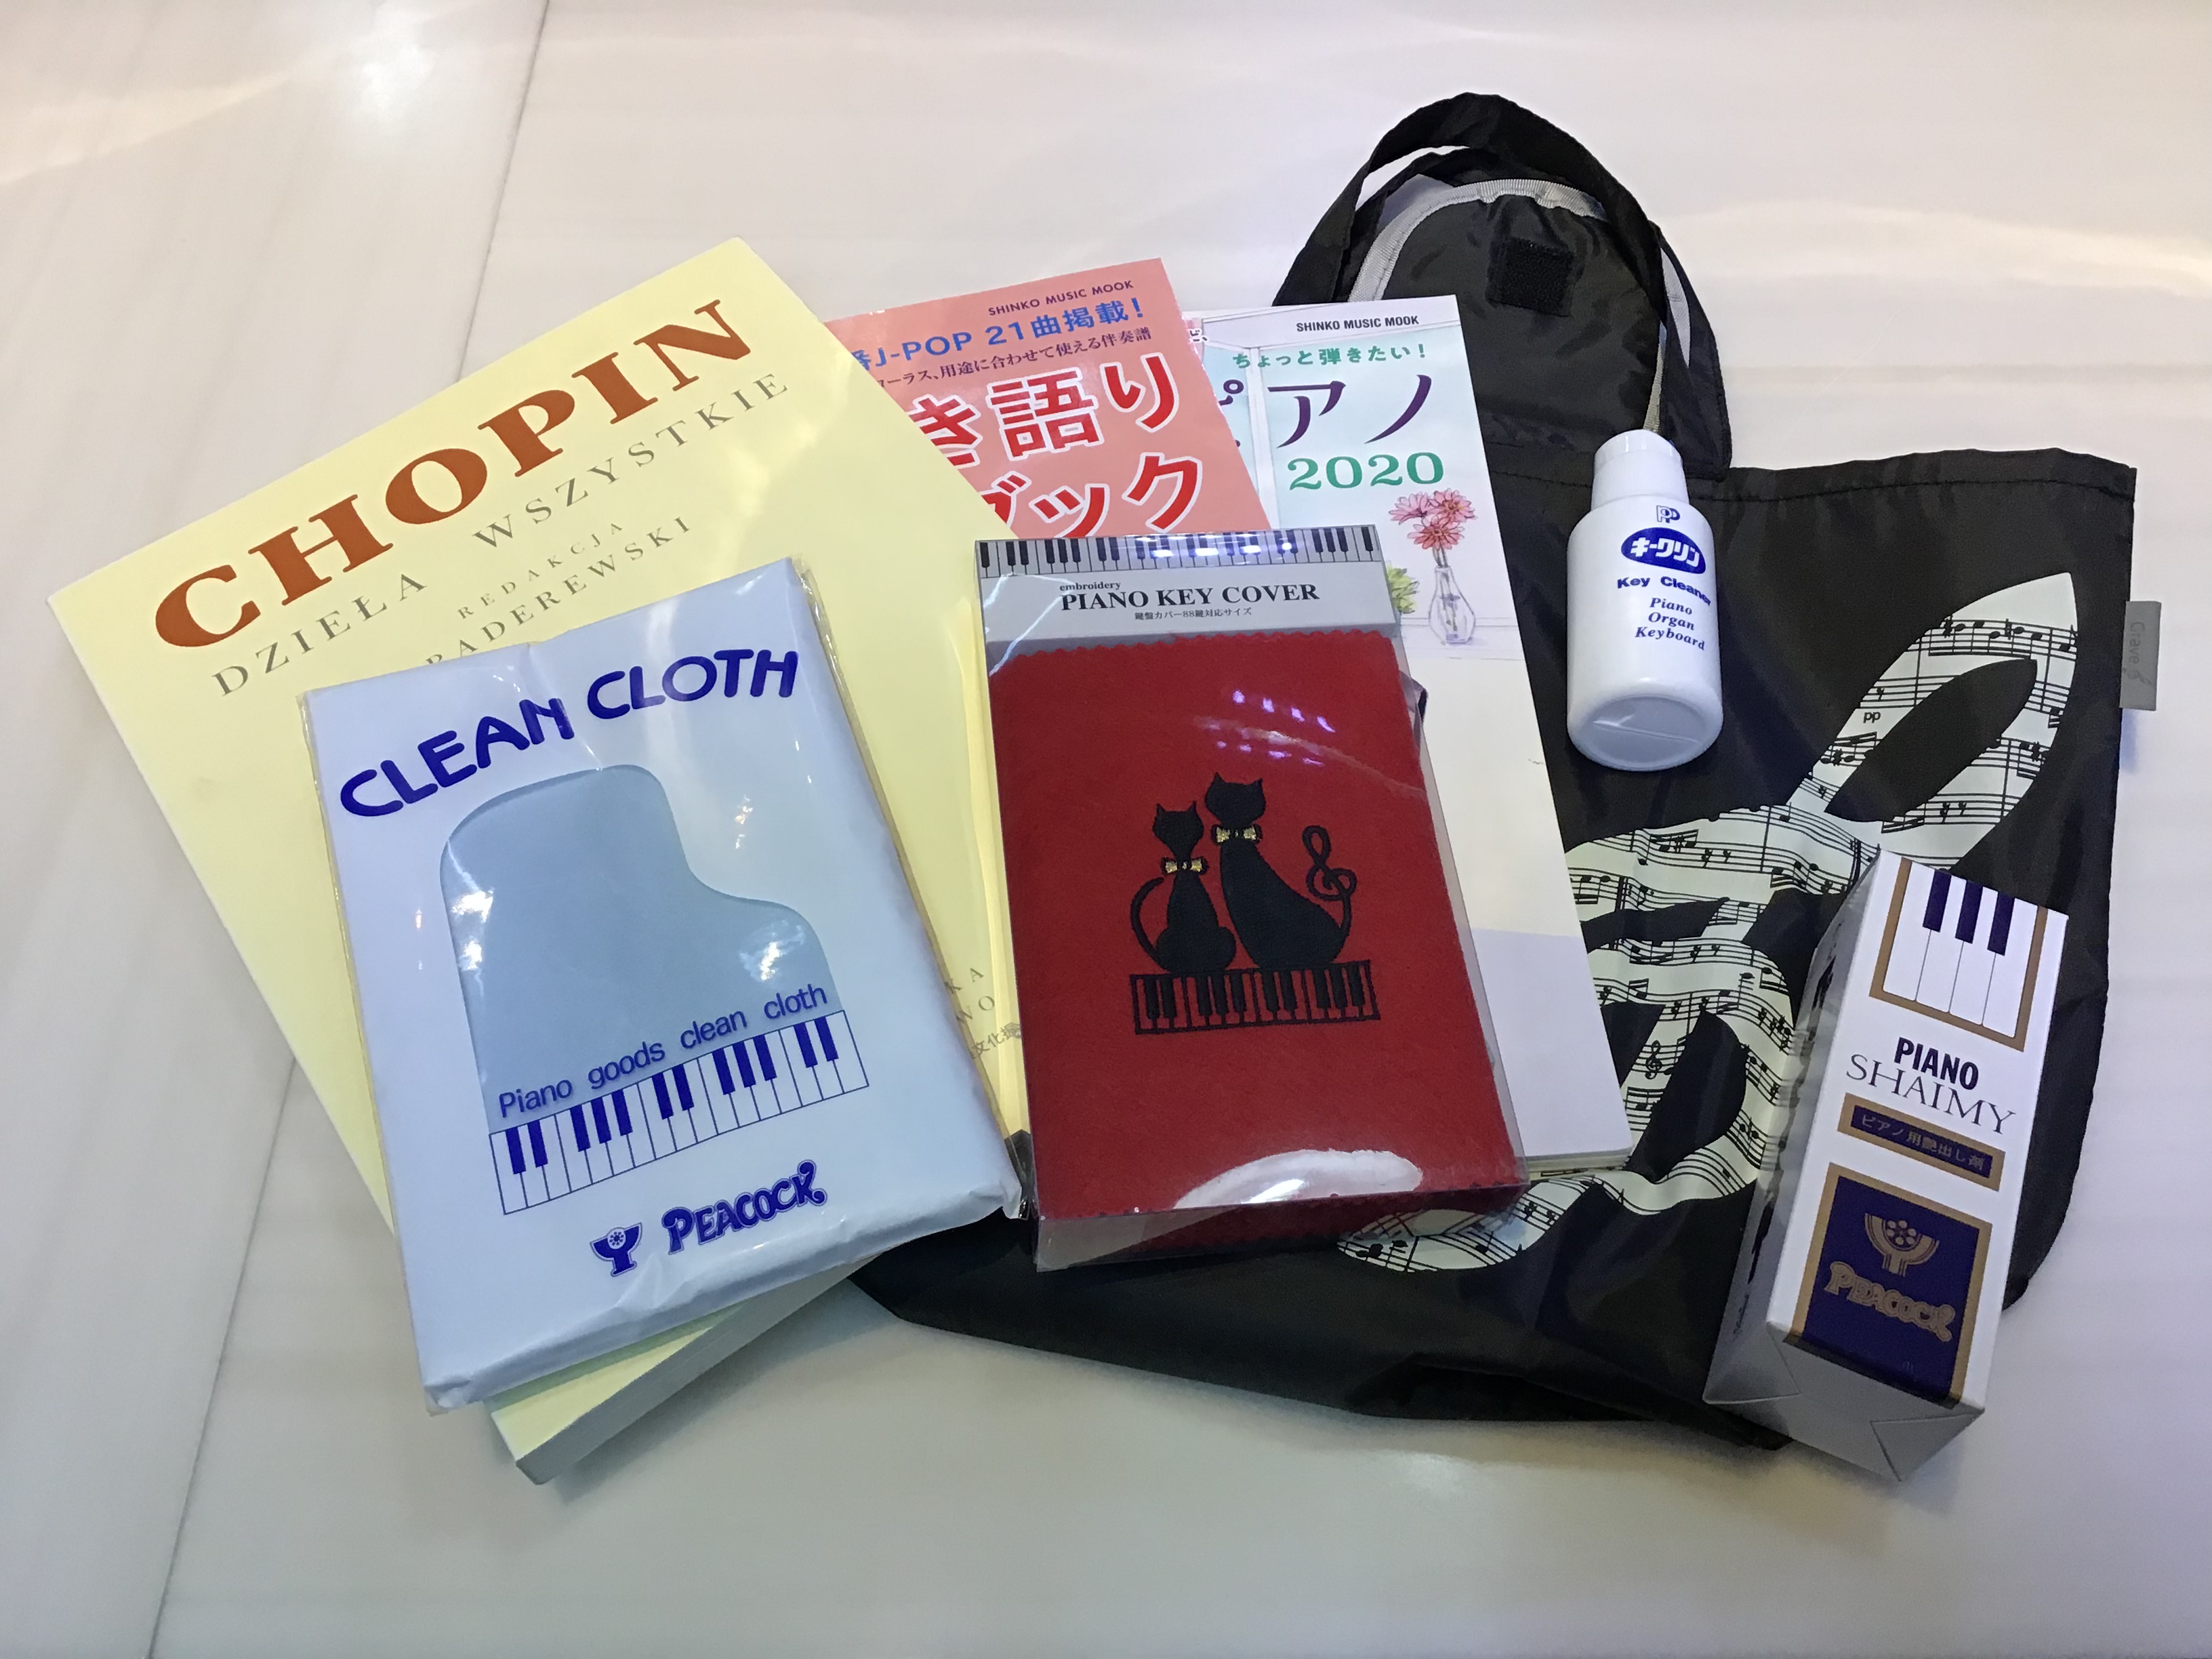 CHOPIN
DZIEŁA WSZYSTKIE
REDAKCJA
PADEREWSKI
SHINKO MUSIC MOOK
番J-POP 21曲掲載!
コーラス、用途に合わせて使える伴奏譜
き語り
ブック
SHINKO MUSIC MOOK
ちょっと弾きたい!
ピアノ
2020
CLEAN CLOTH
Piano goods clean cloth
PEACOCK
embroidery
PIANO KEY COVER
鍵盤カバー88鍵対応サイズ
キークリン
Key Cleaner
Piano
Organ
Keyboard
pp
PIANO
SHAIMY
ピアノ用艶出し剤
PEACOCK